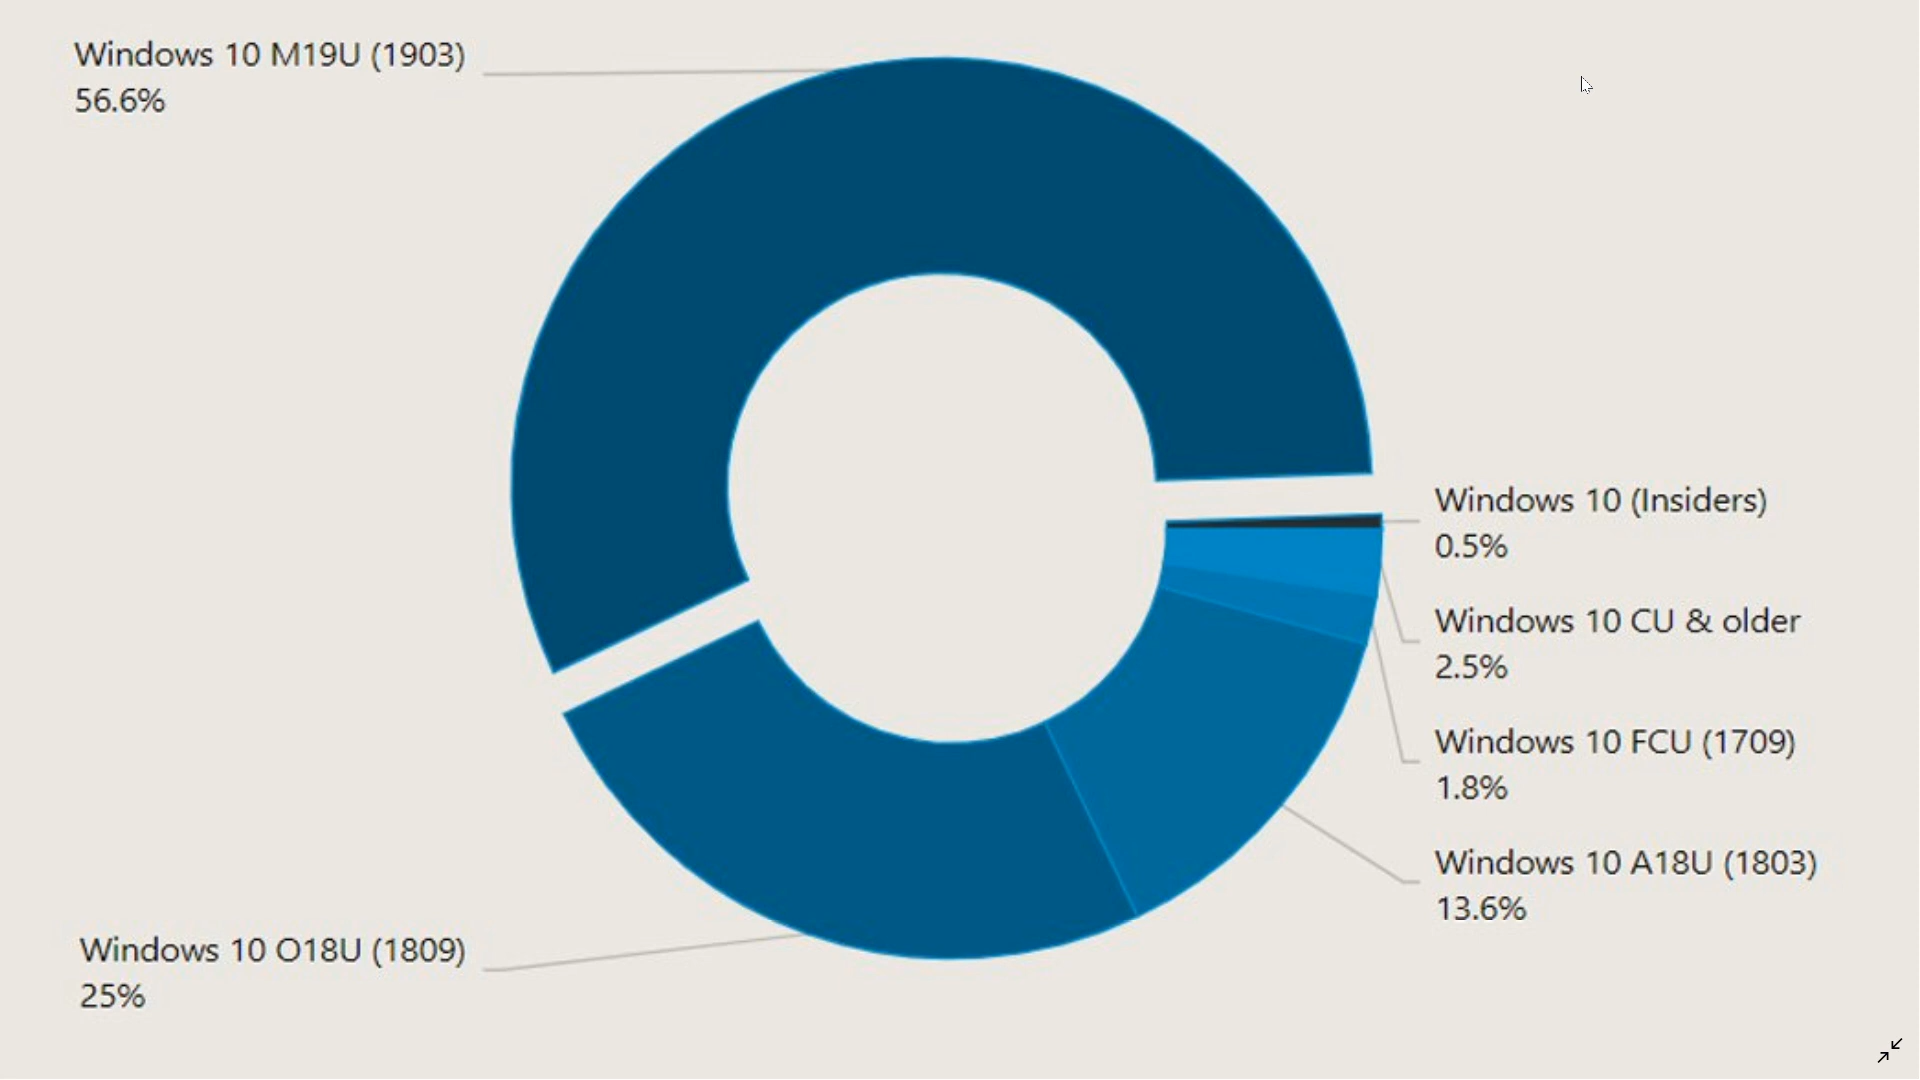 Windows 10 M19U (1903)
56.6%
Windows 10 (Insiders)
0.5%
Windows 10 CU & older
2.5%
Windows 10 FCU (1709)
1.8%
Windows 10 A18U (1803)
13.6%
Windows 10 O18U (1809)
25%